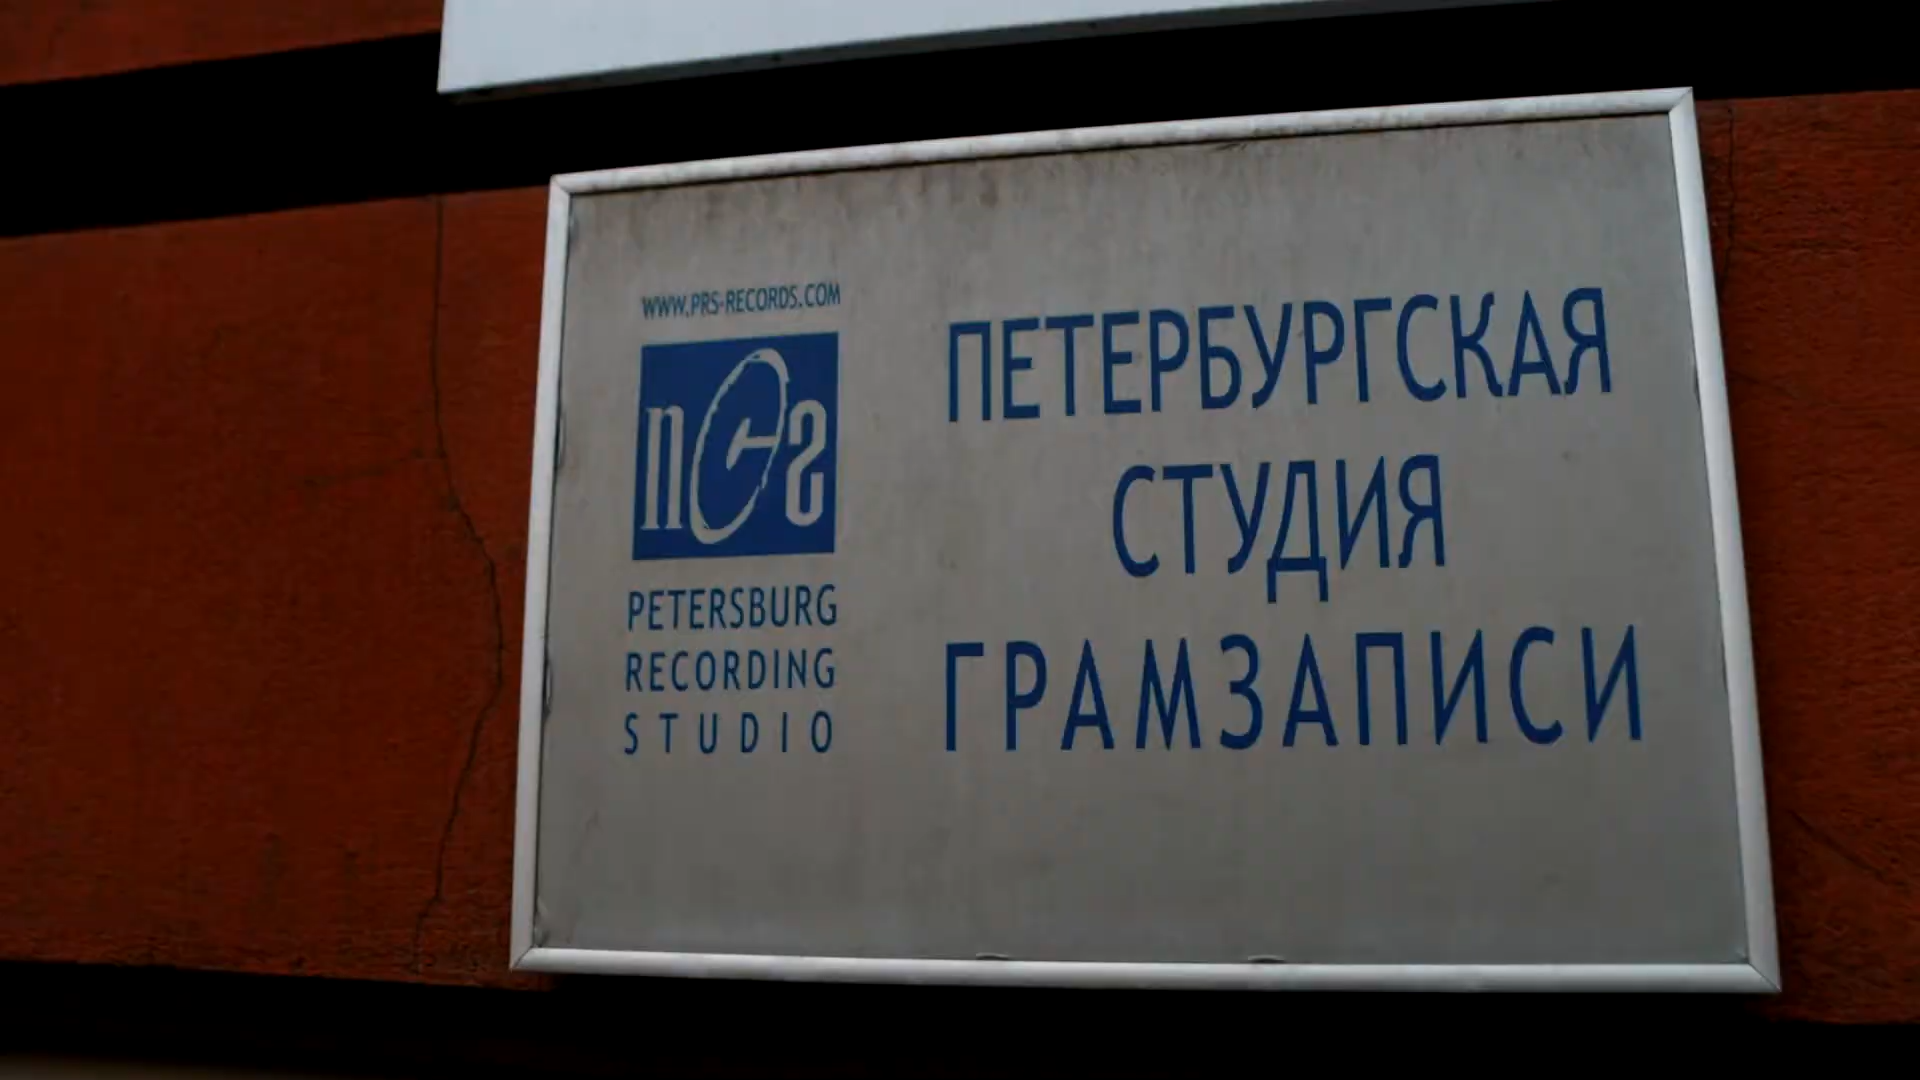 WWW.PRS-RECORDS.COM
псг
PETERSBURG
RECORDING
STUDIO
ПЕТЕРБУРГСКАЯ
СТУДИЯ
ГРАМЗАПИСИ